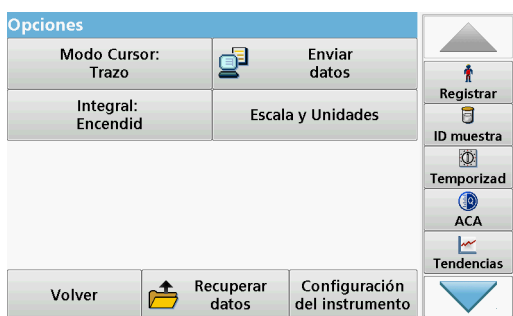 Opciones
Modo Cursor:
Trazo
Enviar
datos
Integral:
Encendid
Escala y Unidades
Volver
Recuperar
datos
Configuración
del instrumento
Registrar
ID muestra
Temporizad
ACA
Tendencias